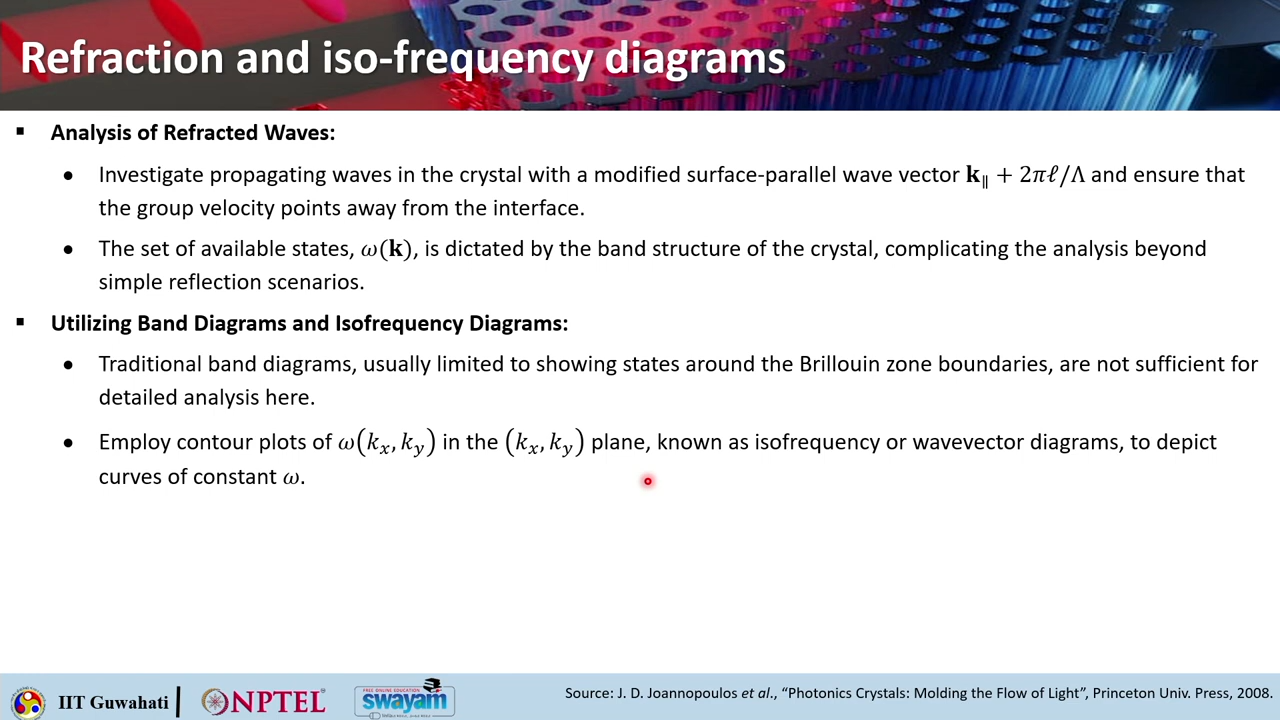 Refraction and iso-frequency diagrams
▪ Analysis of Refracted Waves:
• Investigate propagating waves in the crystal with a modified surface-parallel wave vector 𝐤∥ + 2𝜋ℓ/Λ and ensure that
the group velocity points away from the interface.
• The set of available states, 𝜔(𝐤), is dictated by the band structure of the crystal, complicating the analysis beyond
simple reflection scenarios.
▪ Utilizing Band Diagrams and Isofrequency Diagrams:
• Traditional band diagrams, usually limited to showing states around the Brillouin zone boundaries, are not sufficient for
detailed analysis here.
• Employ contour plots of 𝜔(𝑘ₓ, 𝑘_y) in the (𝑘ₓ, 𝑘_y) plane, known as isofrequency or wavevector diagrams, to depict
curves of constant 𝜔.
IIT Guwahati
NPTEL
FREE ONLINE EDUCATION
swayam
Source: J. D. Joannopoulos et al., “Photonics Crystals: Molding the Flow of Light”, Princeton Univ. Press, 2008.